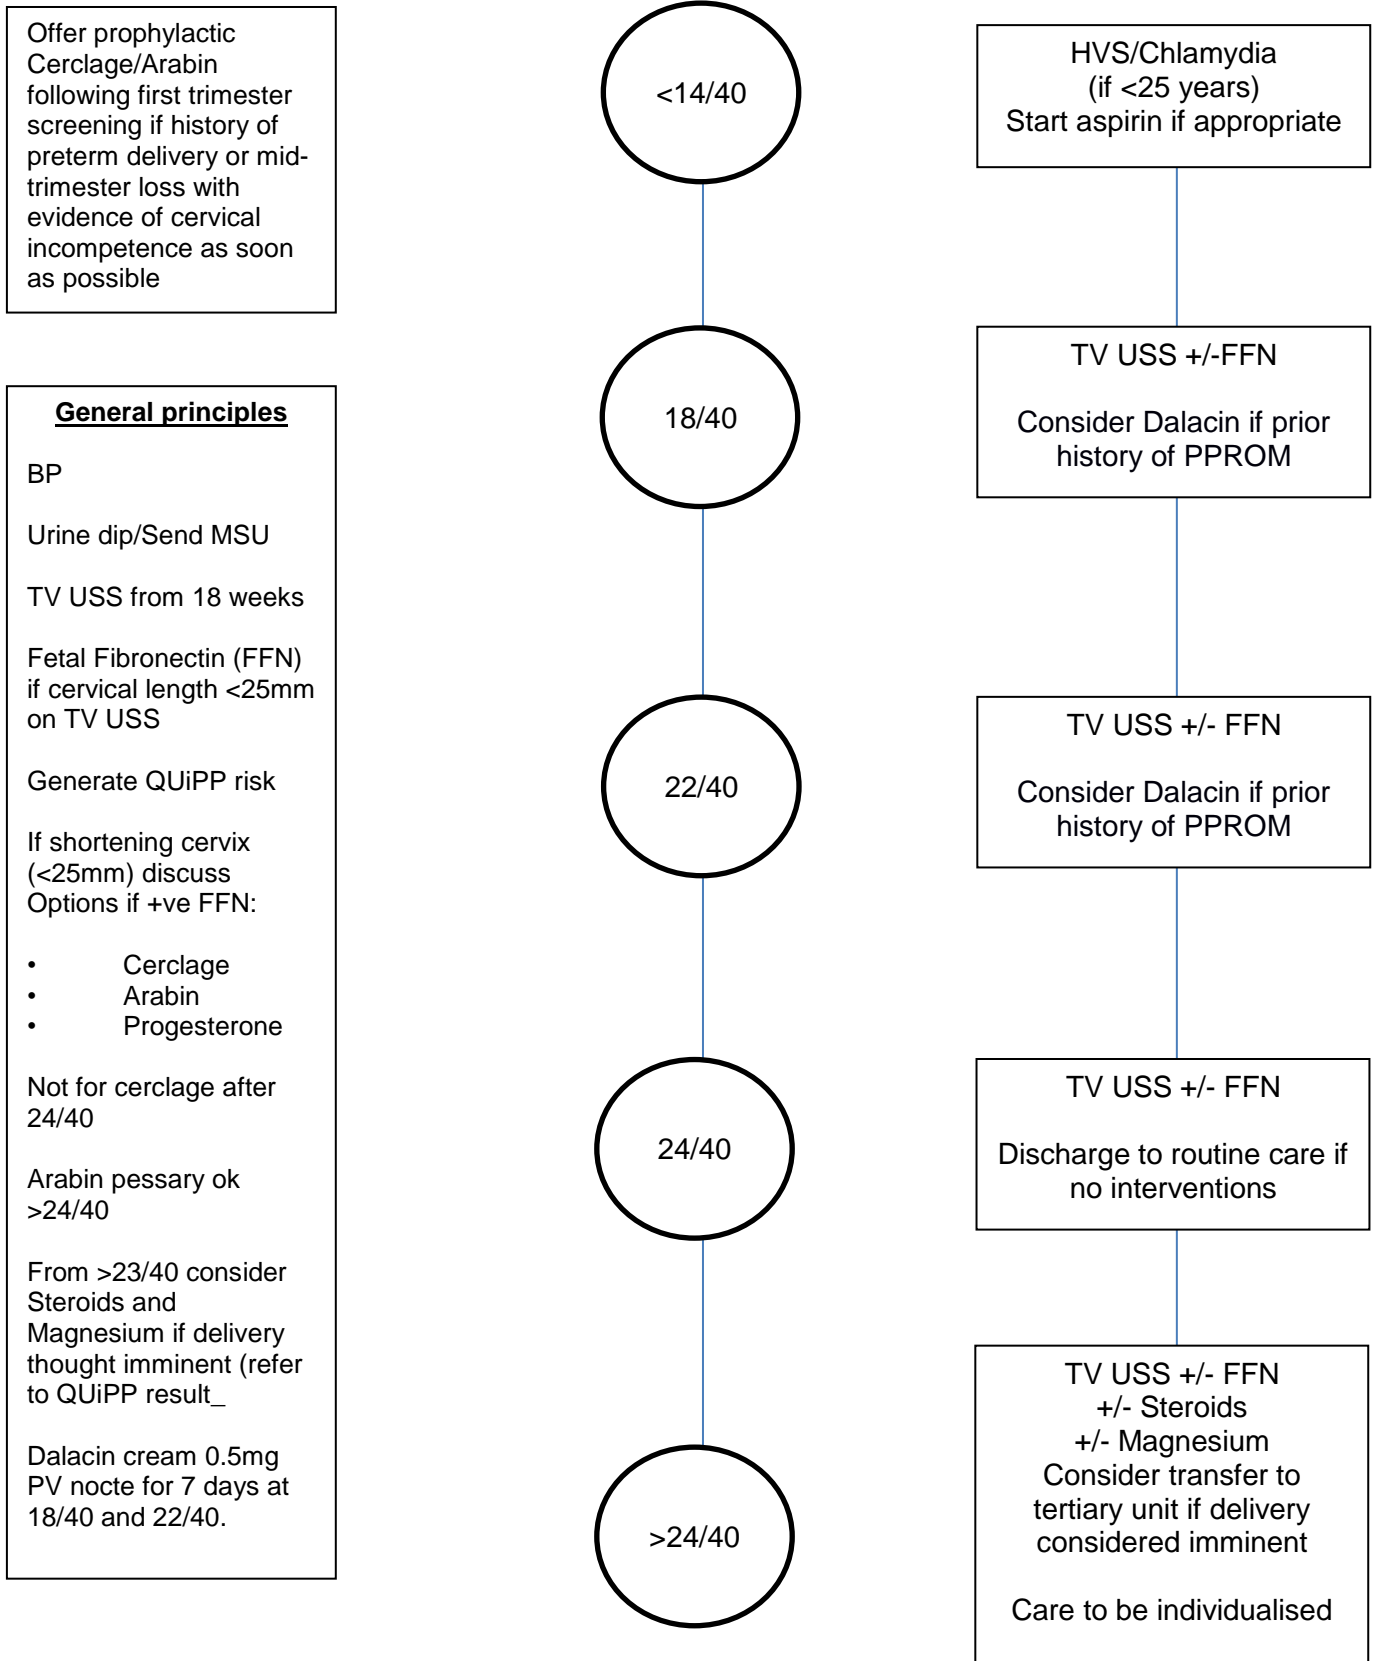 Offer prophylactic
Cerclage/Arabin
following first trimester
screening if history of
preterm delivery or mid-
trimester loss with
evidence of cervical
incompetence as soon
as possible
General principles
BP
Urine dip/Send MSU
TV USS from 18 weeks
Fetal Fibronectin (FFN)
if cervical length <25mm
on TV USS
Generate QUiPP risk
If shortening cervix
(<25mm) discuss
Options if +ve FFN:
• Cerclage
• Arabin
• Progesterone
Not for cerclage after
24/40
Arabin pessary ok
>24/40
From >23/40 consider
Steroids and
Magnesium if delivery
thought imminent (refer
to QUiPP result_
Dalacin cream 0.5mg
PV nocte for 7 days at
18/40 and 22/40.
<14/40
18/40
22/40
24/40
>24/40
HVS/Chlamydia
(if <25 years)
Start aspirin if appropriate
TV USS +/-FFN
Consider Dalacin if prior
history of PPROM
TV USS +/- FFN
Consider Dalacin if prior
history of PPROM
TV USS +/- FFN
Discharge to routine care if
no interventions
TV USS +/- FFN
+/- Steroids
+/- Magnesium
Consider transfer to
tertiary unit if delivery
considered imminent
Care to be individualised